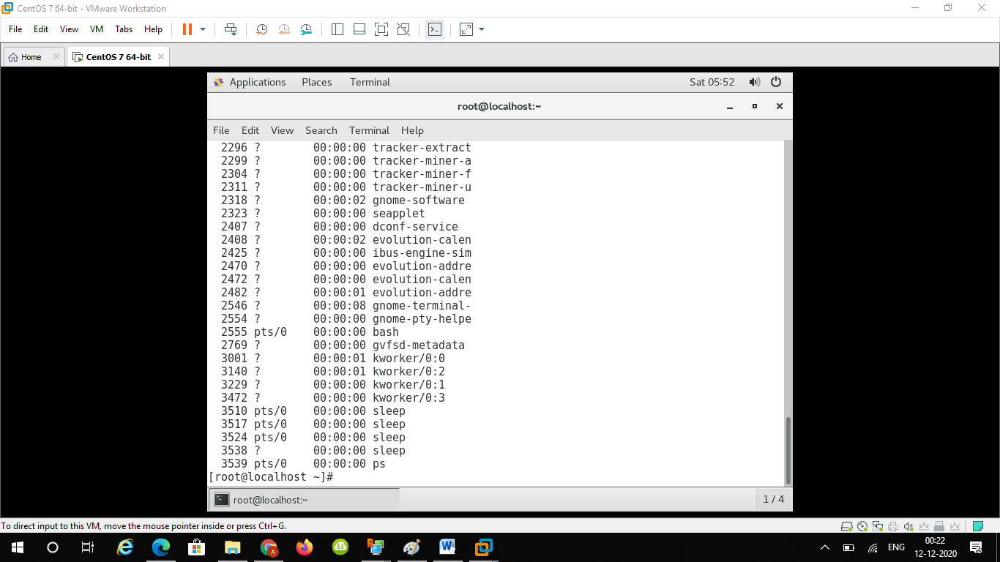 CentOS 7 64-bit - VMware Workstation
File Edit View VM Tabs Help
Home CentOS 7 64-bit
Applications Places Terminal Sat 05:52
root@localhost:~
File Edit View Search Terminal Help
2296 ? 00:00:00 tracker-extract
2299 ? 00:00:00 tracker-miner-a
2304 ? 00:00:00 tracker-miner-f
2311 ? 00:00:00 tracker-miner-u
2318 ? 00:00:02 gnome-software
2323 ? 00:00:00 seapplet
2407 ? 00:00:00 dconf-service
2408 ? 00:00:02 evolution-calen
2425 ? 00:00:00 ibus-engine-sim
2470 ? 00:00:00 evolution-addre
2472 ? 00:00:00 evolution-calen
2482 ? 00:00:01 evolution-addre
2546 ? 00:00:08 gnome-terminal-
2554 ? 00:00:00 gnome-pty-helpe
2555 pts/0 00:00:00 bash
2769 ? 00:00:00 gvfsd-metadata
3001 ? 00:00:01 kworker/0:0
3140 ? 00:00:01 kworker/0:2
3229 ? 00:00:00 kworker/0:1
3472 ? 00:00:00 kworker/0:3
3510 pts/0 00:00:00 sleep
3517 pts/0 00:00:00 sleep
3524 pts/0 00:00:00 sleep
3538 ? 00:00:00 sleep
3539 pts/0 00:00:00 ps
[root@localhost ~]#
root@localhost:~ 1 / 4
To direct input to this VM, move the mouse pointer inside or press Ctrl+G.
ENG 00:22
12-12-2020